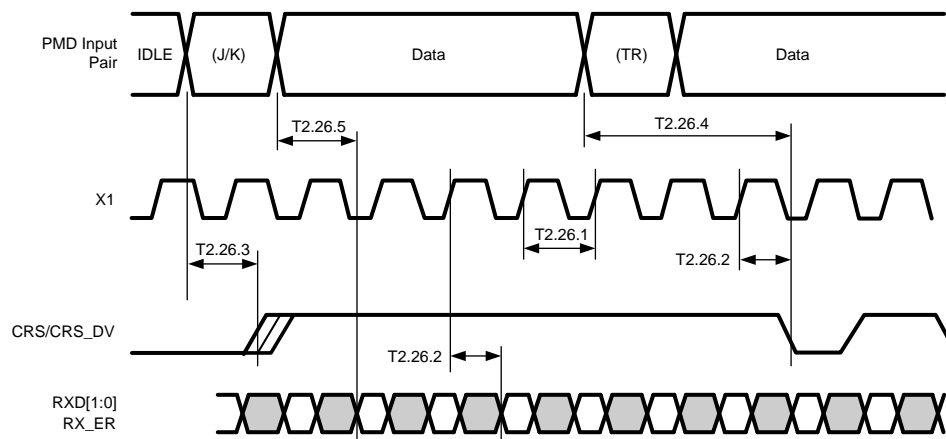 PMD Input
Pair
IDLE
(J/K)
Data
(TR)
Data
T2.26.5
T2.26.4
X1
T2.26.3
T2.26.1
T2.26.2
CRS/CRS_DV
T2.26.2
RXD[1:0]
RX_ER